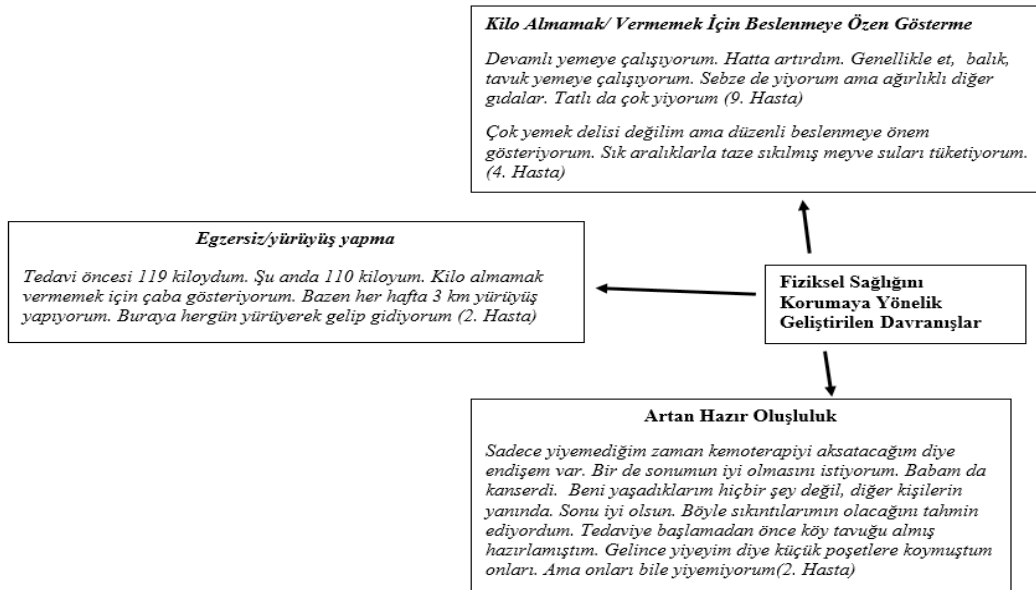 Kilo Almamak/ Vermemek İçin Beslenmeye Özen Gösterme
Devamlı yemeye çalışıyorum. Hatta artırdım. Genellikle et, balık,
tavuk yemeye çalışıyorum. Sebze de yiyorum ama ağırlıklı diğer
gıdalar. Tatlı da çok yiyorum (9. Hasta)
Çok yemek delisi değilim ama düzenli beslenmeye önem
gösteriyorum. Sık aralıklarla taze sıkılmış meyve suları tüketiyorum.
(4. Hasta)
Egzersiz/yürüyüş yapma
Tedavi öncesi 119 kiloydum. Şu anda 110 kiloyum. Kilo almamak
vermemek için çaba gösteriyorum. Bazen her hafta 3 km yürüyüş
yapıyorum. Buraya hergün yürüyerek gelip gidiyorum (2. Hasta)
Fiziksel Sağlığını
Korumaya Yönelik
Geliştirilen Davranışlar
Artan Hazır Oluşluluk
Sadece yiyemediğim zaman kemoterapiyi aksatacağım diye
endişem var. Bir de sonumun iyi olmasını istiyorum. Babam da
kanserdi. Beni yaşadıklarım hiçbir şey değil, diğer kişilerin
yanında. Sonu iyi olsun. Böyle sıkıntılarımın olacağını tahmin
ediyordum. Tedaviye başlamadan önce köy tavuğu almış
hazırlamıştım. Gelince yiyeyim diye küçük poşetlere koymuştum
onları. Ama onları bile yiyemiyorum(2. Hasta)